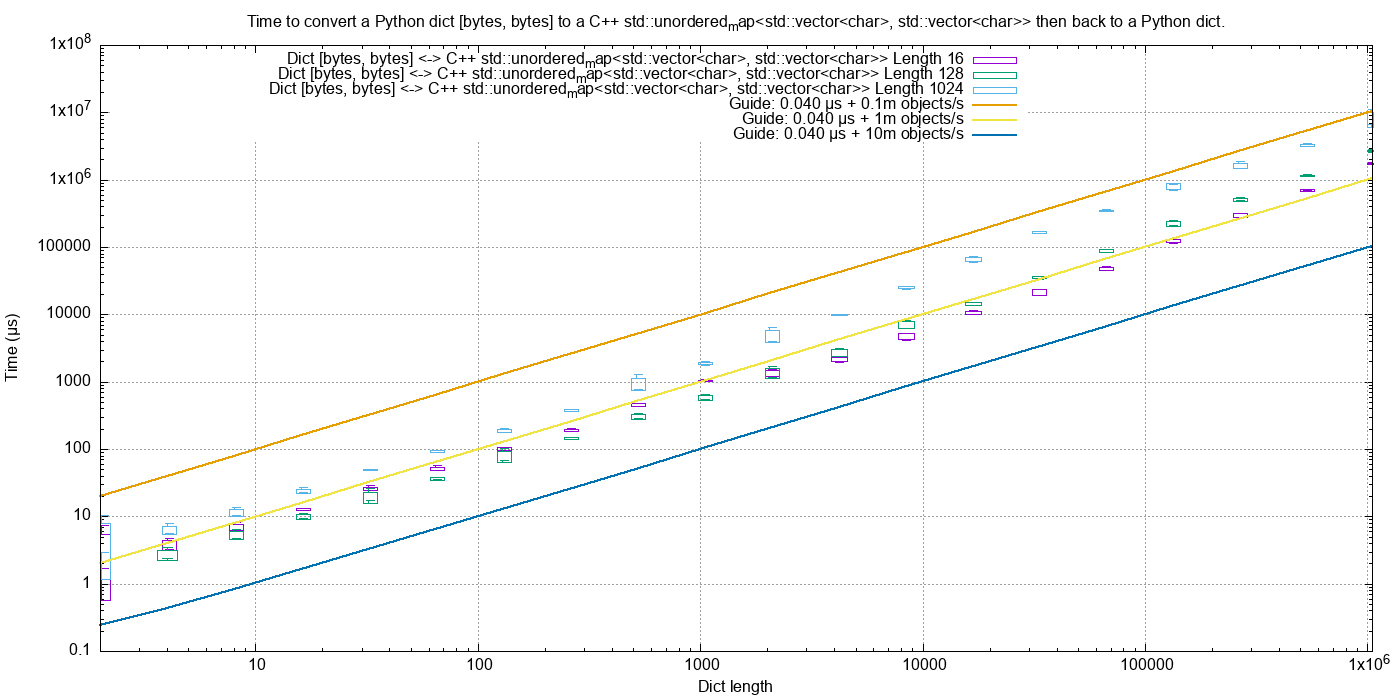 Time to convert a Python dict [bytes, bytes] to a C++ std::unordered_map<std::vector<char>, std::vector<char>> then back to a Python dict.
Dict [bytes, bytes] <-> C++ std::unordered_map<std::vector<char>, std::vector<char>> Length 16
Dict [bytes, bytes] <-> C++ std::unordered_map<std::vector<char>, std::vector<char>> Length 128
Dict [bytes, bytes] <-> C++ std::unordered_map<std::vector<char>, std::vector<char>> Length 1024
Guide: 0.040 µs + 0.1m objects/s
Guide: 0.040 µs + 1m objects/s
Guide: 0.040 µs + 10m objects/s
Time (µs)
1x10^8
1x10^7
1x10^6
100000
10000
1000
100
10
1
0.1
10
100
1000
10000
100000
1x10^6
Dict length